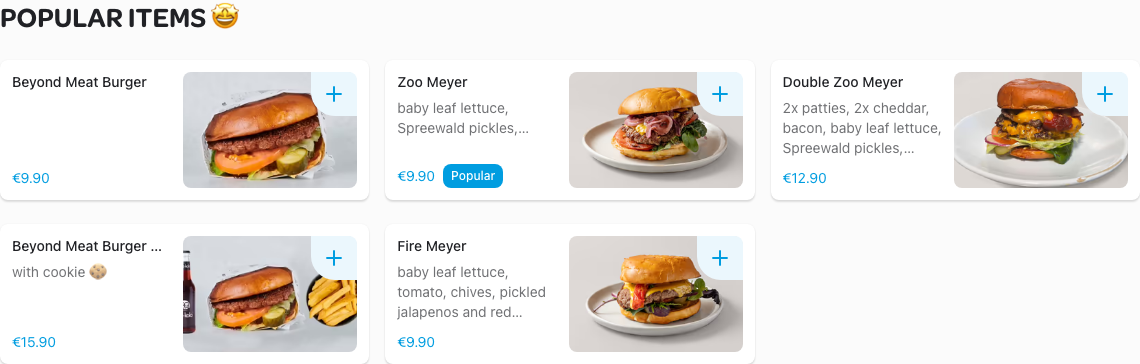 POPULAR ITEMS 🤩
Beyond Meat Burger
€9.90
Zoo Meyer
baby leaf lettuce,
Spreewald pickles,...
€9.90 Popular
Double Zoo Meyer
2x patties, 2x cheddar,
bacon, baby leaf lettuce,
Spreewald pickles,...
€12.90
Beyond Meat Burger ...
with cookie 🍪
€15.90
Fire Meyer
baby leaf lettuce,
tomato, chives, pickled
jalapenos and red...
€9.90